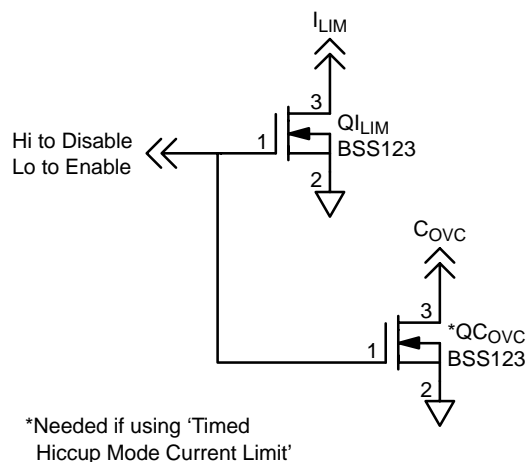 I_LIM
3
Hi to Disable
Lo to Enable
1
QI_LIM
BSS123
2
C_OVC
3
*QC_OVC
1
BSS123
2
*Needed if using ‘Timed
Hiccup Mode Current Limit’